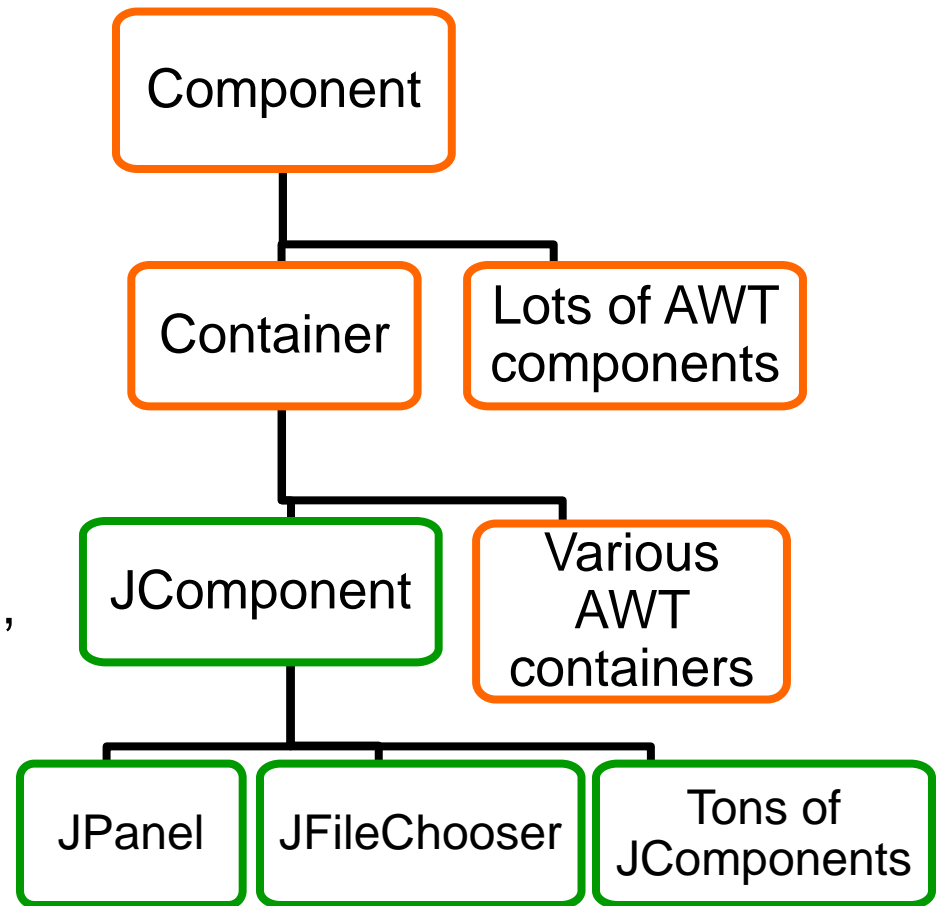 Component
Container
Lots of AWT
components
JComponent
Various
AWT
containers
,
JPanel
JFileChooser
Tons of
JComponents